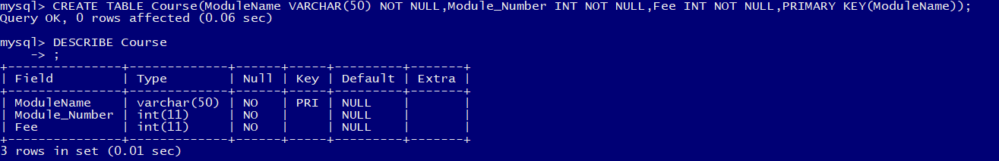 mysql> CREATE TABLE Course(ModuleName VARCHAR(50) NOT NULL,Module_Number INT NOT NULL,Fee INT NOT NULL,PRIMARY KEY(ModuleName));
Query OK, 0 rows affected (0.06 sec)

mysql> DESCRIBE Course
    -> ;
+---------------+-------------+------+-----+---------+-------+
| Field         | Type        | Null | Key | Default | Extra |
+---------------+-------------+------+-----+---------+-------+
| ModuleName    | varchar(50) | NO   | PRI | NULL    |       |
| Module_Number | int(11)     | NO   |     | NULL    |       |
| Fee           | int(11)     | NO   |     | NULL    |       |
+---------------+-------------+------+-----+---------+-------+
3 rows in set (0.01 sec)